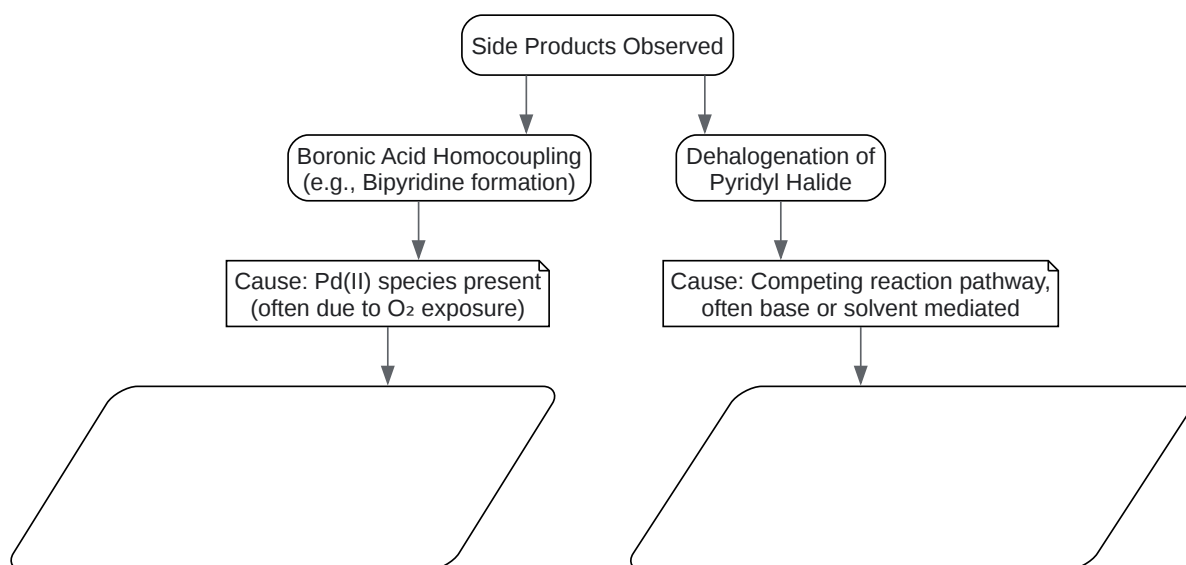 Side Products Observed
Boronic Acid Homocoupling
(e.g., Bipyridine formation)
Dehalogenation of
Pyridyl Halide
Cause: Pd(II) species present
(often due to O₂ exposure)
Cause: Competing reaction pathway,
often base or solvent mediated